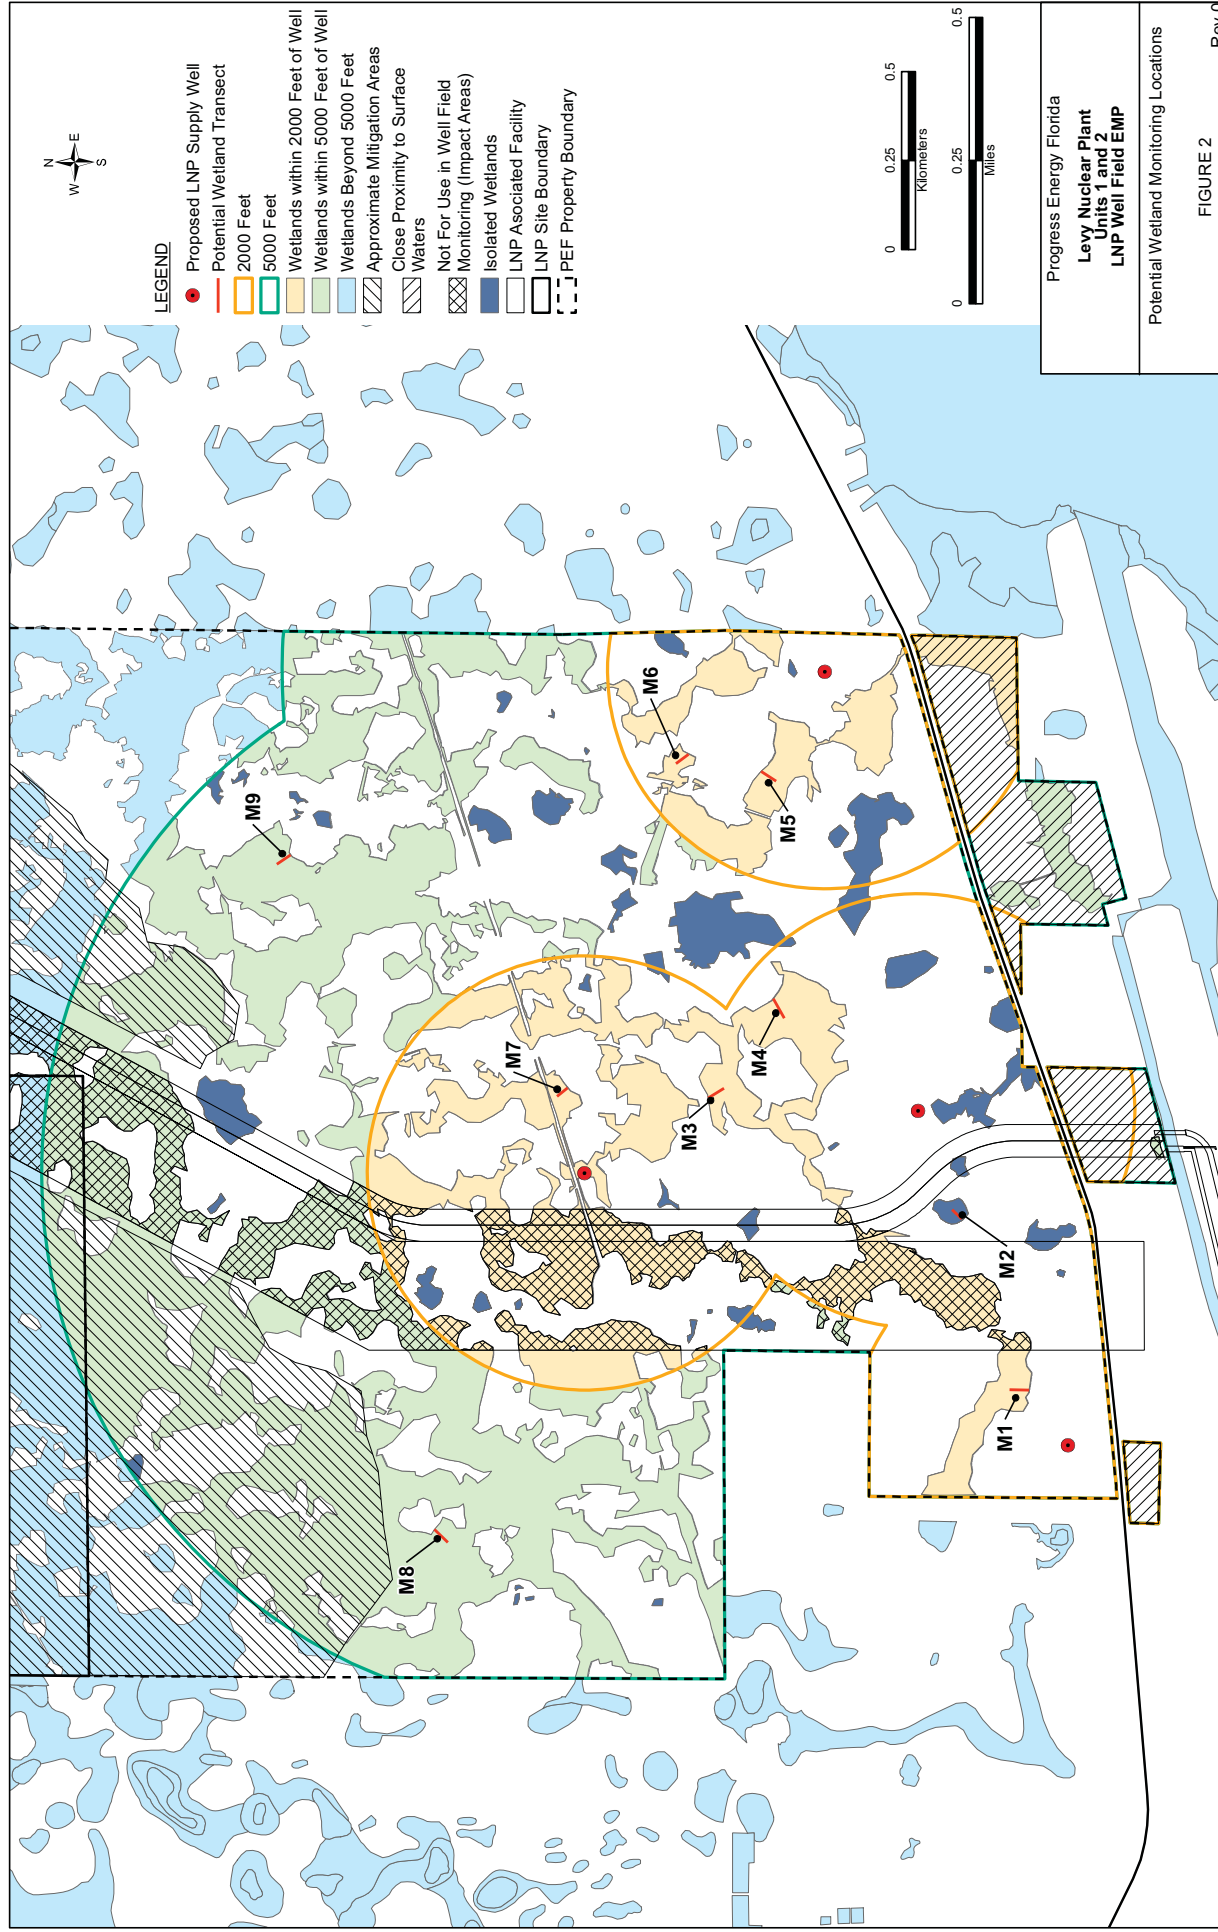 N
W
E
S
LEGEND
Proposed LNP Supply Well
Potential Wetland Transect
2000 Feet
5000 Feet
Wetlands within 2000 Feet of Well
Wetlands within 5000 Feet of Well
Wetlands Beyond 5000 Feet
Approximate Mitigation Areas
Close Proximity to Surface
Waters
Not For Use in Well Field
Monitoring (Impact Areas)
Isolated Wetlands
LNP Asociated Facility
LNP Site Boundary
PEF Property Boundary
0
0.25
0.5
Kilometers
0
0.25
0.5
Miles
Progress Energy Florida
Levy Nuclear Plant
Units 1 and 2
LNP Well Field EMP
Potential Wetland Monitoring Locations
FIGURE 2
M9
M6
M5
M7
M4
M3
M2
M1
M8